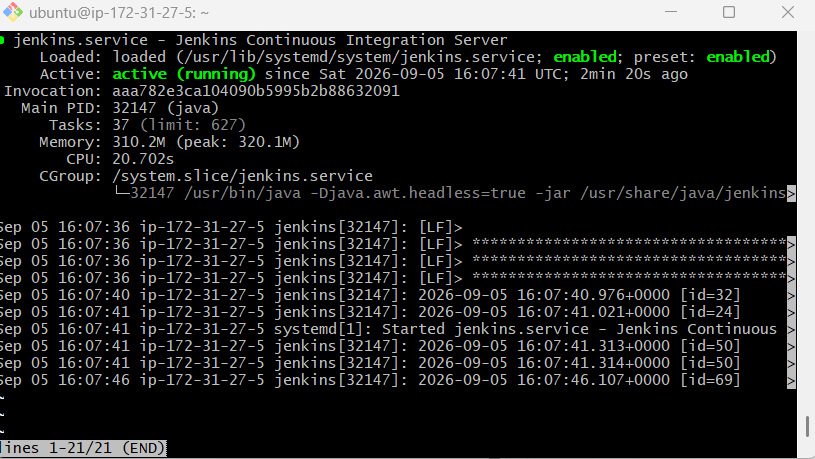 ubuntu@ip-172-31-27-5: ~
● jenkins.service - Jenkins Continuous Integration Server
Loaded: loaded (/usr/lib/systemd/system/jenkins.service; enabled; preset: enabled)
Active: active (running) since Sat 2026-09-05 16:07:41 UTC; 2min 20s ago
Invocation: aaa782e3ca104090b5995b2b88632091
Main PID: 32147 (java)
Tasks: 37 (limit: 627)
Memory: 310.2M (peak: 320.1M)
CPU: 20.702s
CGroup: /system.slice/jenkins.service
└─32147 /usr/bin/java -Djava.awt.headless=true -jar /usr/share/java/jenkins>
Sep 05 16:07:36 ip-172-31-27-5 jenkins[32147]: [LF]>
Sep 05 16:07:36 ip-172-31-27-5 jenkins[32147]: [LF]> ***********************************>
Sep 05 16:07:36 ip-172-31-27-5 jenkins[32147]: [LF]> ***********************************>
Sep 05 16:07:36 ip-172-31-27-5 jenkins[32147]: [LF]> ***********************************>
Sep 05 16:07:40 ip-172-31-27-5 jenkins[32147]: 2026-09-05 16:07:40.976+0000 [id=32] >
Sep 05 16:07:41 ip-172-31-27-5 jenkins[32147]: 2026-09-05 16:07:41.021+0000 [id=24] >
Sep 05 16:07:41 ip-172-31-27-5 systemd[1]: Started jenkins.service - Jenkins Continuous >
Sep 05 16:07:41 ip-172-31-27-5 jenkins[32147]: 2026-09-05 16:07:41.313+0000 [id=50] >
Sep 05 16:07:41 ip-172-31-27-5 jenkins[32147]: 2026-09-05 16:07:41.314+0000 [id=50] >
Sep 05 16:07:46 ip-172-31-27-5 jenkins[32147]: 2026-09-05 16:07:46.107+0000 [id=69] >
~
~
~
lines 1-21/21 (END)